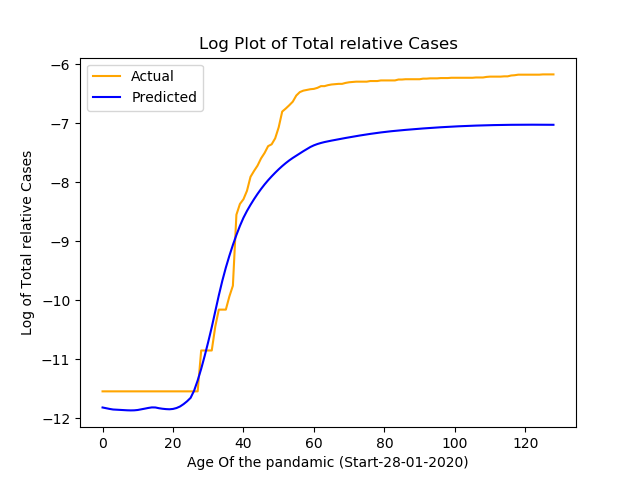 Log Plot of Total relative Cases
Actual
Predicted
Log of Total relative Cases
−6
−7
−8
−9
−10
−11
−12
0 20 40 60 80 100 120
Age Of the pandamic (Start-28-01-2020)